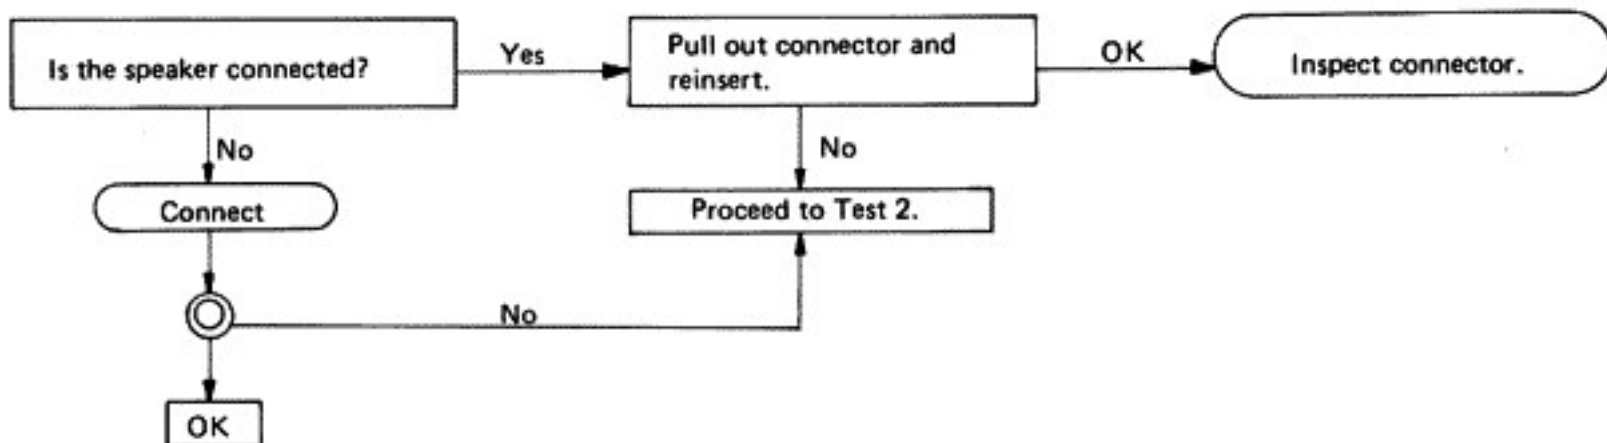 Is the speaker connected?
Yes
Pull out connector and
reinsert.
OK
Inspect connector.
No
No
Connect
Proceed to Test 2.
No
OK